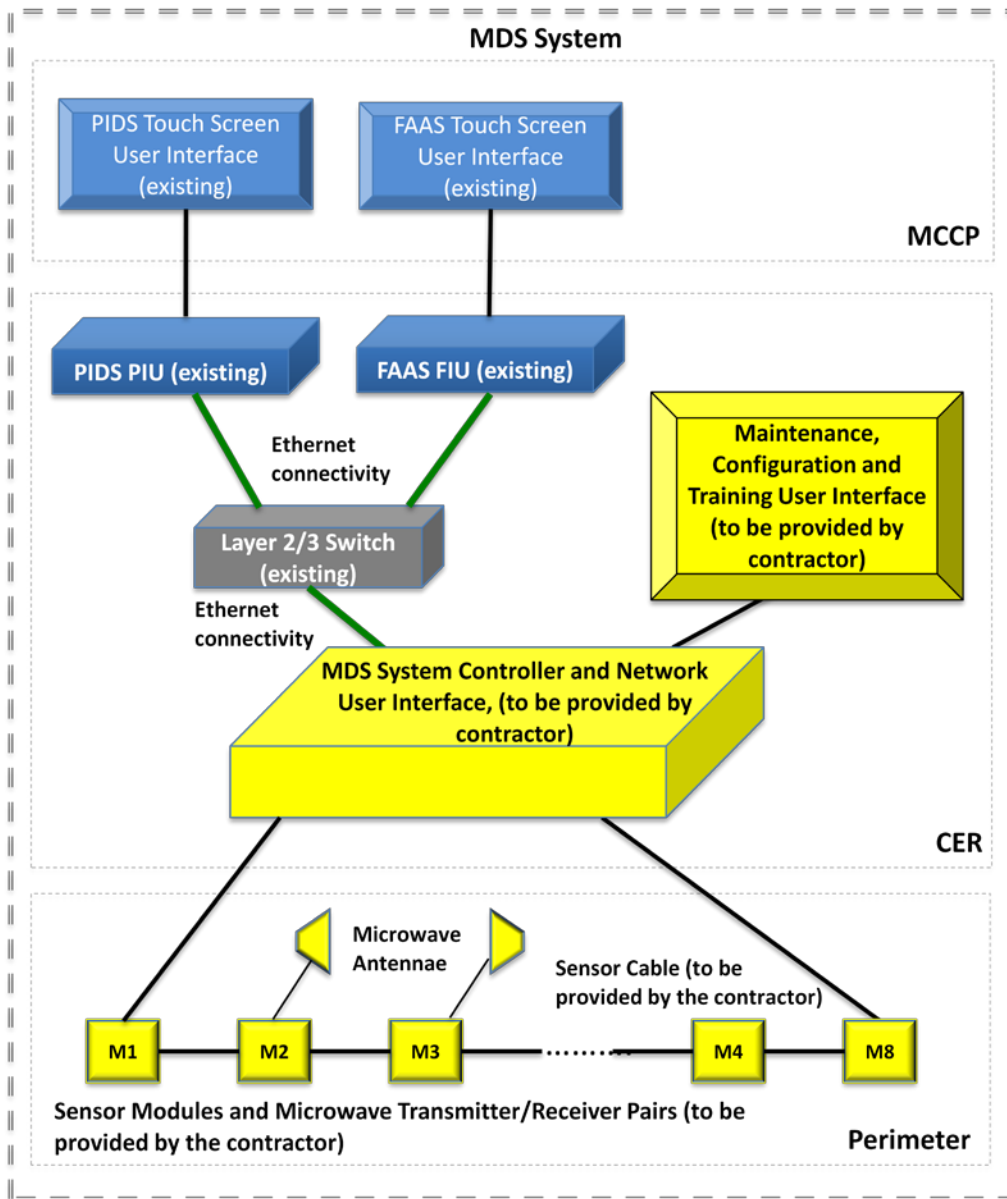 MDS System
PIDS Touch Screen
User Interface
(existing)
FAAS Touch Screen
User Interface
(existing)
MCCP
PIDS PIU (existing)
FAAS FIU (existing)
Ethernet
connectivity
Maintenance,
Configuration and
Training User Interface
(to be provided by
contractor)
Layer 2/3 Switch
(existing)
Ethernet
connectivity
MDS System Controller and Network
User Interface, (to be provided by
contractor)
CER
Microwave
Antennae
Sensor Cable (to be
provided by the contractor)
M1
M2
M3
.........
M4
M8
Sensor Modules and Microwave Transmitter/Receiver Pairs (to be
provided by the contractor)
Perimeter